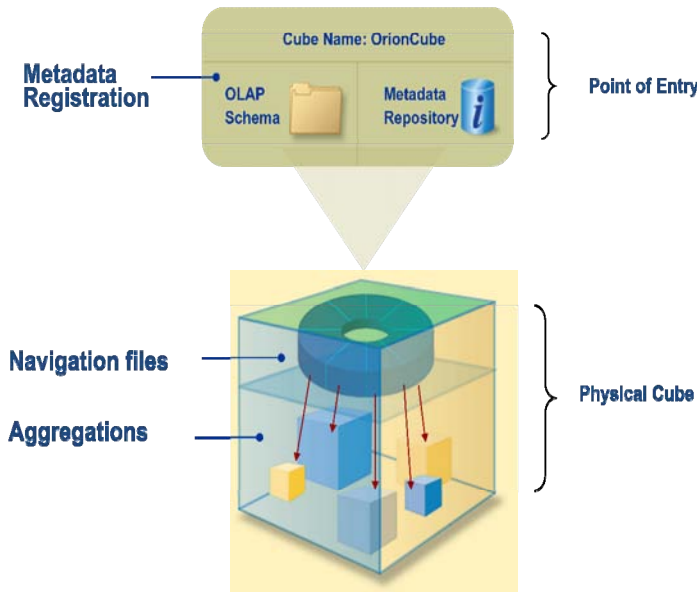 Cube Name: OrionCube
Metadata
Registration
OLAP
Schema
Metadata
Repository
i
Point of Entry
Navigation files
Aggregations
Physical Cube